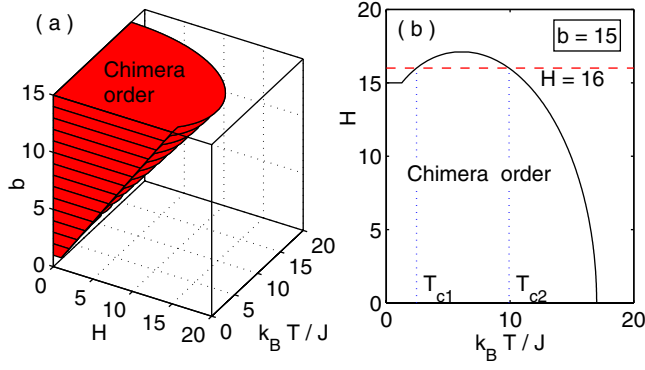 ( a )
Chimera
order
15
10
5
0
b
0
5
10
15
20
H
0
5
10
15
20
k_B T / J
( b )
b = 15
20
15
10
5
0
H
H = 16
Chimera order
T_c1
T_c2
0
10
20
k_B T / J